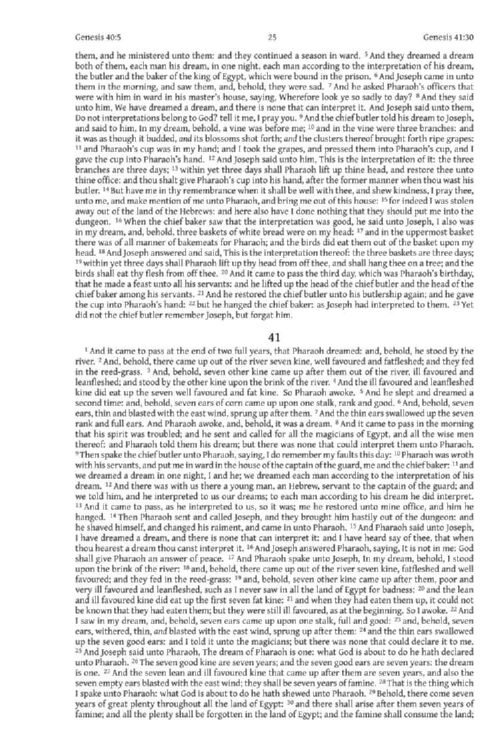 Genesis 40:5 25 Genesis 41:30
them, and he ministered unto them: and they continued a season in ward. 5 And they dreamed a dream
both of them, each man his dream, in one night, each man according to the interpretation of his dream,
the butler and the baker of the king of Egypt, which were bound in the prison. 6 And Joseph came in unto
them in the morning, and saw them, and, behold, they were sad. 7 And he asked Pharaoh's officers that
were with him in ward in his master's house, saying, Wherefore look ye so sadly to day? 8 And they said
unto him, We have dreamed a dream, and there is none that can interpret it. And Joseph said unto them,
Do not interpretations belong to God? tell it me, I pray you. 9 And the chief butler told his dream to Joseph,
and said to him, In my dream, behold, a vine was before me; 10 and in the vine were three branches: and
it was as though it budded, and its blossoms shot forth; and the clusters thereof brought forth ripe grapes:
11 and Pharaoh's cup was in my hand; and I took the grapes, and pressed them into Pharaoh's cup, and I
gave the cup into Pharaoh's hand. 12 And Joseph said unto him, This is the interpretation of it: the three
branches are three days; 13 within yet three days shall Pharaoh lift up thine head, and restore thee unto
thine office: and thou shalt give Pharaoh's cup into his hand, after the former manner when thou wast his
butler. 14 But have me in thy remembrance when it shall be well with thee, and shew kindness, I pray thee,
unto me, and make mention of me unto Pharaoh, and bring me out of this house: 15 for indeed I was stolen
away out of the land of the Hebrews: and here also have I done nothing that they should put me into the
dungeon. 16 When the chief baker saw that the interpretation was good, he said unto Joseph, I also was
in my dream, and, behold, three baskets of white bread were on my head: 17 and in the uppermost basket
there was of all manner of bakemeats for Pharaoh; and the birds did eat them out of the basket upon my
head. 18 And Joseph answered and said, This is the interpretation thereof: the three baskets are three days;
19 within yet three days shall Pharaoh lift up thy head from off thee, and shall hang thee on a tree; and the
birds shall eat thy flesh from off thee. 20 And it came to pass the third day, which was Pharaoh's birthday,
that he made a feast unto all his servants: and he lifted up the head of the chief butler and the head of the
chief baker among his servants. 21 And he restored the chief butler unto his butlership again; and he gave
the cup into Pharaoh's hand: 22 but he hanged the chief baker: as Joseph had interpreted to them. 23 Yet
did not the chief butler remember Joseph, but forgat him.
41
1 And it came to pass at the end of two full years, that Pharaoh dreamed: and, behold, he stood by the
river. 2 And, behold, there came up out of the river seven kine, well favoured and fatfleshed; and they fed
in the reed-grass. 3 And, behold, seven other kine came up after them out of the river, ill favoured and
leanfleshed; and stood by the other kine upon the brink of the river. 4 And the ill favoured and leanfleshed
kine did eat up the seven well favoured and fat kine. So Pharaoh awoke. 5 And he slept and dreamed a
second time: and, behold, seven ears of corn came up upon one stalk, rank and good. 6 And, behold, seven
ears, thin and blasted with the east wind, sprung up after them. 7 And the thin ears swallowed up the seven
rank and full ears. And Pharaoh awoke, and, behold, it was a dream. 8 And it came to pass in the morning
that his spirit was troubled; and he sent and called for all the magicians of Egypt, and all the wise men
thereof: and Pharaoh told them his dream; but there was none that could interpret them unto Pharaoh.
9 Then spake the chief butler unto Pharaoh, saying, I do remember my faults this day: 10 Pharaoh was wroth
with his servants, and put me in ward in the house of the captain of the guard, me and the chief baker: 11 and
we dreamed a dream in one night, I and he; we dreamed each man according to the interpretation of his
dream. 12 And there was with us there a young man, an Hebrew, servant to the captain of the guard; and
we told him, and he interpreted to us our dreams; to each man according to his dream he did interpret.
13 And it came to pass, as he interpreted to us, so it was; me he restored unto mine office, and him he
hanged. 14 Then Pharaoh sent and called Joseph, and they brought him hastily out of the dungeon: and
he shaved himself, and changed his raiment, and came in unto Pharaoh. 15 And Pharaoh said unto Joseph,
I have dreamed a dream, and there is none that can interpret it: and I have heard say of thee, that when
thou hearest a dream thou canst interpret it. 16 And Joseph answered Pharaoh, saying, It is not in me: God
shall give Pharaoh an answer of peace. 17 And Pharaoh spake unto Joseph, In my dream, behold, I stood
upon the brink of the river: 18 and, behold, there came up out of the river seven kine, fatfleshed and well
favoured; and they fed in the reed-grass: 19 and, behold, seven other kine came up after them, poor and
very ill favoured and leanfleshed, such as I never saw in all the land of Egypt for badness: 20 and the lean
and ill favoured kine did eat up the first seven fat kine: 21 and when they had eaten them up, it could not
be known that they had eaten them; but they were still ill favoured, as at the beginning. So I awoke. 22 And
I saw in my dream, and, behold, seven ears came up upon one stalk, full and good: 23 and, behold, seven
ears, withered, thin, and blasted with the east wind, sprung up after them: 24 and the thin ears swallowed
up the seven good ears: and I told it unto the magicians; but there was none that could declare it to me.
25 And Joseph said unto Pharaoh, The dream of Pharaoh is one: what God is about to do he hath declared
unto Pharaoh. 26 The seven good kine are seven years; and the seven good ears are seven years: the dream
is one. 27 And the seven lean and ill favoured kine that came up after them are seven years, and also the
seven empty ears blasted with the east wind; they shall be seven years of famine. 28 That is the thing which
I spake unto Pharaoh: what God is about to do he hath shewed unto Pharaoh. 29 Behold, there come seven
years of great plenty throughout all the land of Egypt: 30 and there shall arise after them seven years of
famine; and all the plenty shall be forgotten in the land of Egypt; and the famine shall consume the land;